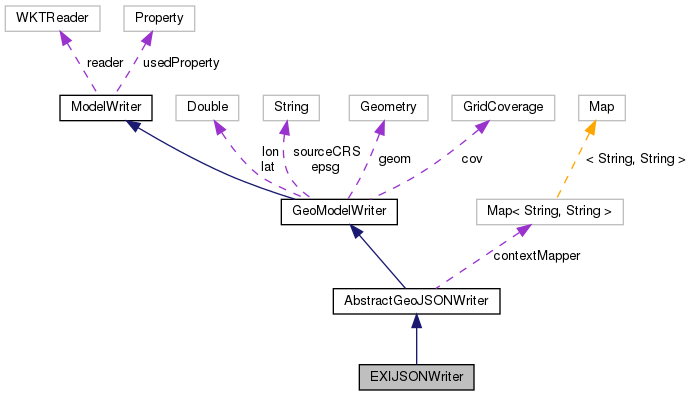 WKTReader
Property
reader
usedProperty
ModelWriter
Double
String
Geometry
GridCoverage
Map
lon
lat
sourceCRS
epsg
geom
cov
< String, String >
GeoModelWriter
Map< String, String >
contextMapper
AbstractGeoJSONWriter
EXIJSONWriter